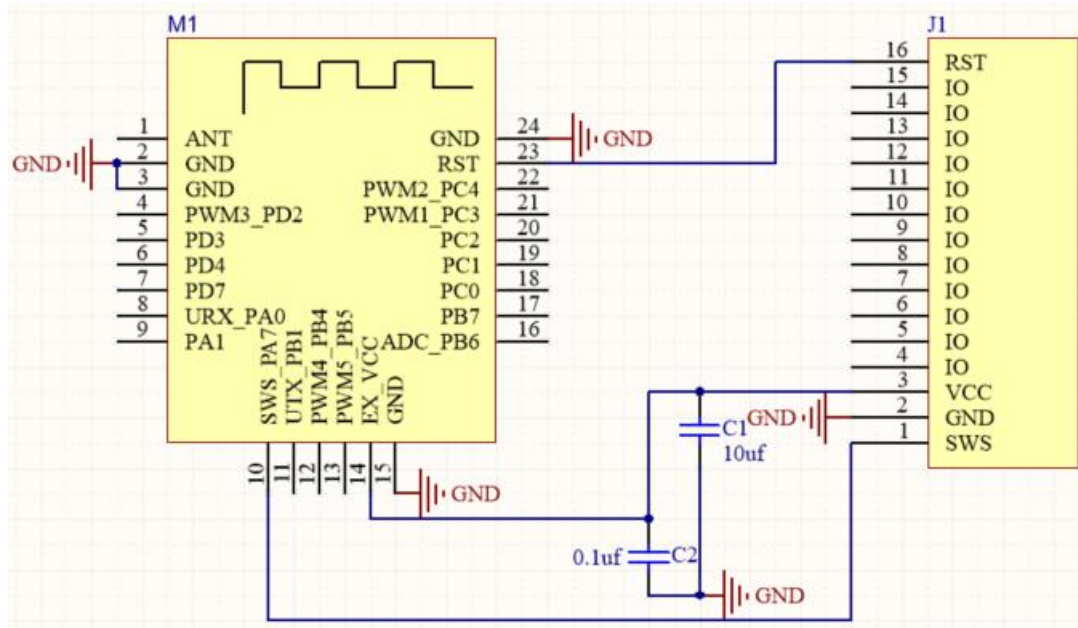 M1
J1
16 RST
15 IO
14 IO
13 IO
12 IO
11 IO
10 IO
9 IO
8 IO
7 IO
6 IO
5 IO
4 IO
3 VCC
2 GND
1 SWS
1 ANT
2 GND
3 GND
4 PWM3_PD2
5 PD3
6 PD4
7 PD7
8 URX_PA0
9 PA1
GND
GND 24
RST 23
PWM2_PC4 22
PWM1_PC3 21
PC2 20
PC1 19
PC0 18
PB7 17
ADC_PB6 16
GND
SWS_PA7 10
UTX_PB1 11
PWM4_PB4 12
PWM5_PB5 13
EX_VCC 14
GND 15
GND
GND
C1
10uf
0.1uf
C2
GND